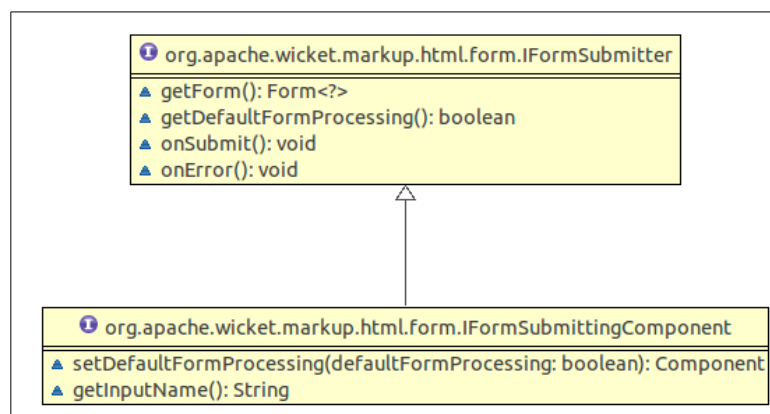 org.apache.wicket.markup.html.form.IFormSubmitter
getForm(): Form<?>
getDefaultFormProcessing(): boolean
onSubmit(): void
onError(): void
org.apache.wicket.markup.html.form.IFormSubmittingComponent
setDefaultFormProcessing(defaultFormProcessing: boolean): Component
getInputName(): String